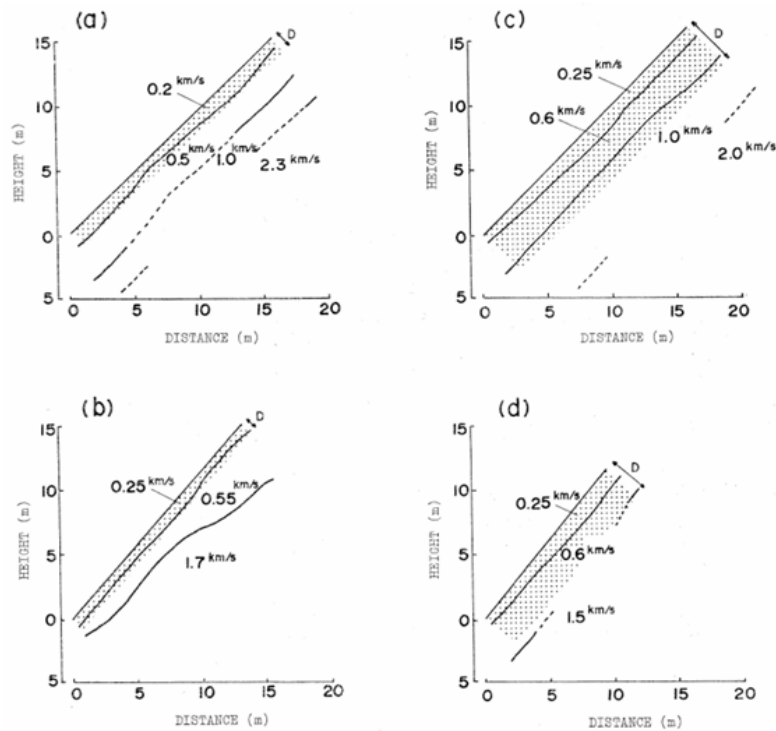 (a)
D
15
10
5
0
5
HEIGHT (m)
0.2 km/s
0.5 km/s
1.0 km/s
2.3 km/s
0 5 10 15 20
DISTANCE (m)
(c)
D
15
10
5
0
5
HEIGHT (m)
0.25 km/s
0.6 km/s
1.0 km/s
2.0 km/s
0 5 10 15 20
DISTANCE (m)
(b)
D
15
10
5
0
5
HEIGHT (m)
0.25 km/s
0.55 km/s
1.7 km/s
0 5 10 15 20
DISTANCE (m)
(d)
D
15
10
5
0
5
HEIGHT (m)
0.25 km/s
0.6 km/s
1.5 km/s
0 5 10 15 20
DISTANCE (m)